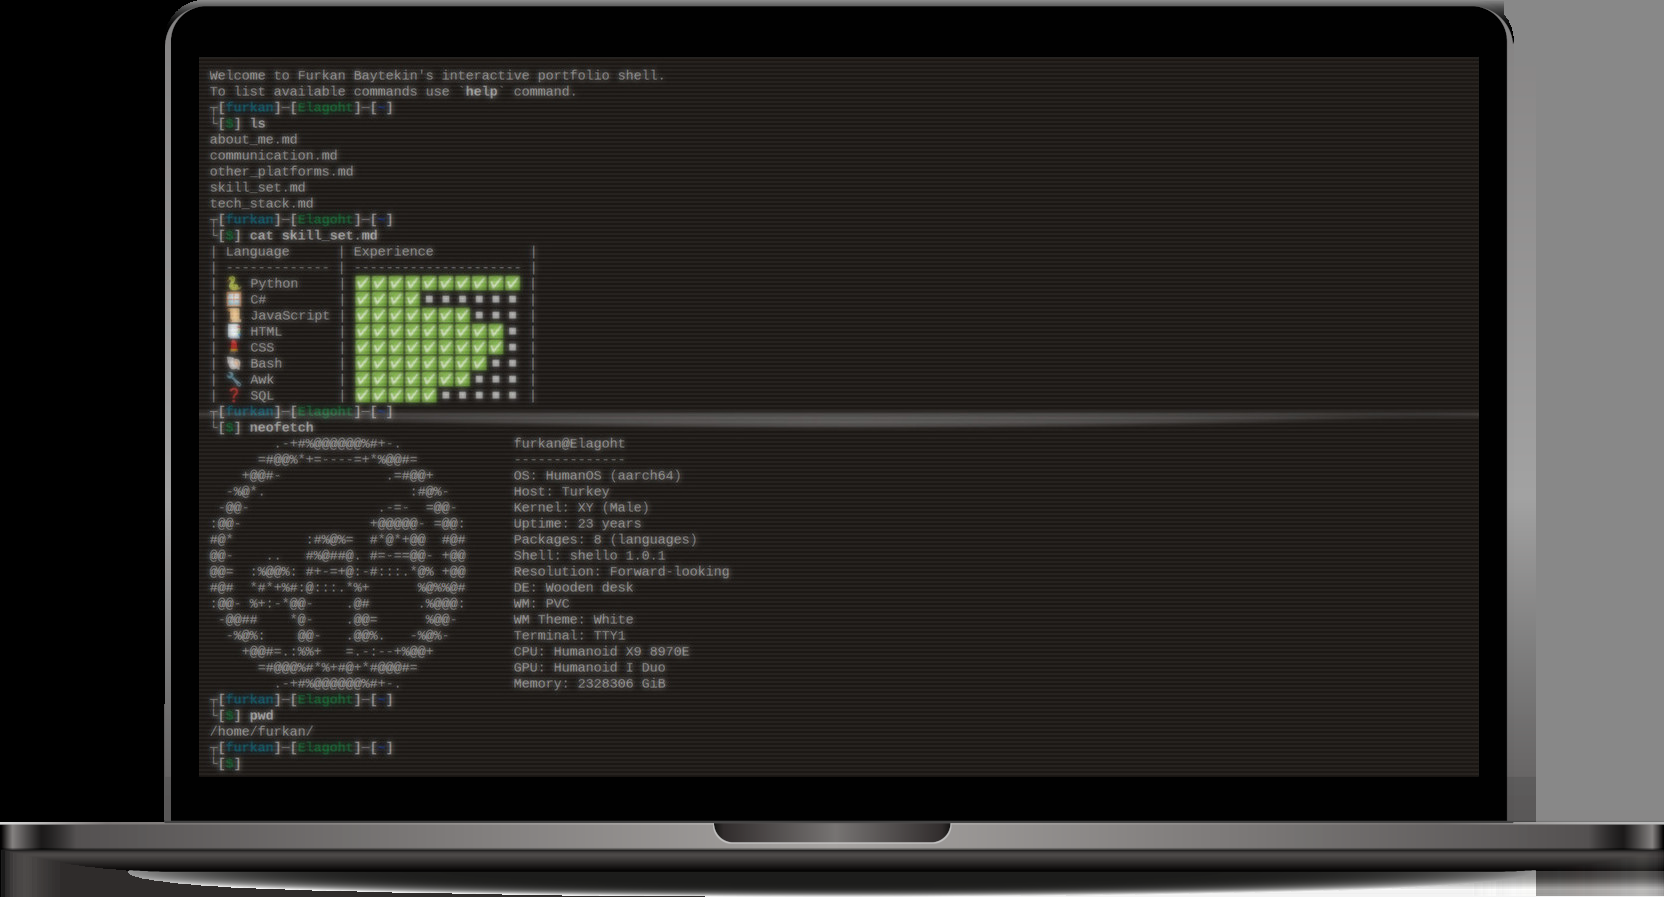 Welcome to Furkan Baytekin's interactive portfolio shell.
To list available commands use `help` command.
┬[furkan]─[Elagoht]─[~]
└[$] ls
about_me.md
communication.md
other_platforms.md
skill_set.md
tech_stack.md
┬[furkan]─[Elagoht]─[~]
└[$] cat skill_set.md
| Language      | Experience            |
| ------------- | --------------------- |
| 🐍 Python     | ✅✅✅✅✅✅✅✅✅✅ |
| 🪟 C#         | ✅✅✅✅▪▪▪▪▪▪ |
| 📜 JavaScript | ✅✅✅✅✅✅✅▪▪▪ |
| 📑 HTML       | ✅✅✅✅✅✅✅✅✅▪ |
| 💄 CSS        | ✅✅✅✅✅✅✅✅✅▪ |
| 🐚 Bash       | ✅✅✅✅✅✅✅✅▪▪ |
| 🔧 Awk        | ✅✅✅✅✅✅✅▪▪▪ |
| ❓ SQL        | ✅✅✅✅✅▪▪▪▪▪ |
┬[furkan]─[Elagoht]─[~]
└[$] neofetch
        .-+#%@@@@@@%#+-.              furkan@Elagoht
      =#@@%*+=----=+*%@@#=            --------------
    +@@#-             .=#@@+          OS: HumanOS (aarch64)
  -%@*.                  :#@%-        Host: Turkey
 -@@-                .-=-  =@@-       Kernel: XY (Male)
:@@-                +@@@@@- =@@:      Uptime: 23 years
#@*         :#%@%=  #*@*+@@  #@#      Packages: 8 (languages)
@@-    ..   #%@##@. #=-==@@- +@@      Shell: shello 1.0.1
@@=  :%@@%: #+-=+@:-#:::.*@% +@@      Resolution: Forward-looking
#@#  *#*+%#:@:::.*%+      %@%%@#      DE: Wooden desk
:@@- %+:-*@@-    .@#      .%@@@:      WM: PVC
 -@@##    *@-    .@@=      %@@-       WM Theme: White
  -%@%:    @@-   .@@%.   -%@%-        Terminal: TTY1
    +@@#=.:%%+   =.-:--+%@@+          CPU: Humanoid X9 8970E
      =#@@@%#*%+#@+*#@@@#=            GPU: Humanoid I Duo
        .-+#%@@@@@@%#+-.              Memory: 2328306 GiB
┬[furkan]─[Elagoht]─[~]
└[$] pwd
/home/furkan/
┬[furkan]─[Elagoht]─[~]
└[$]